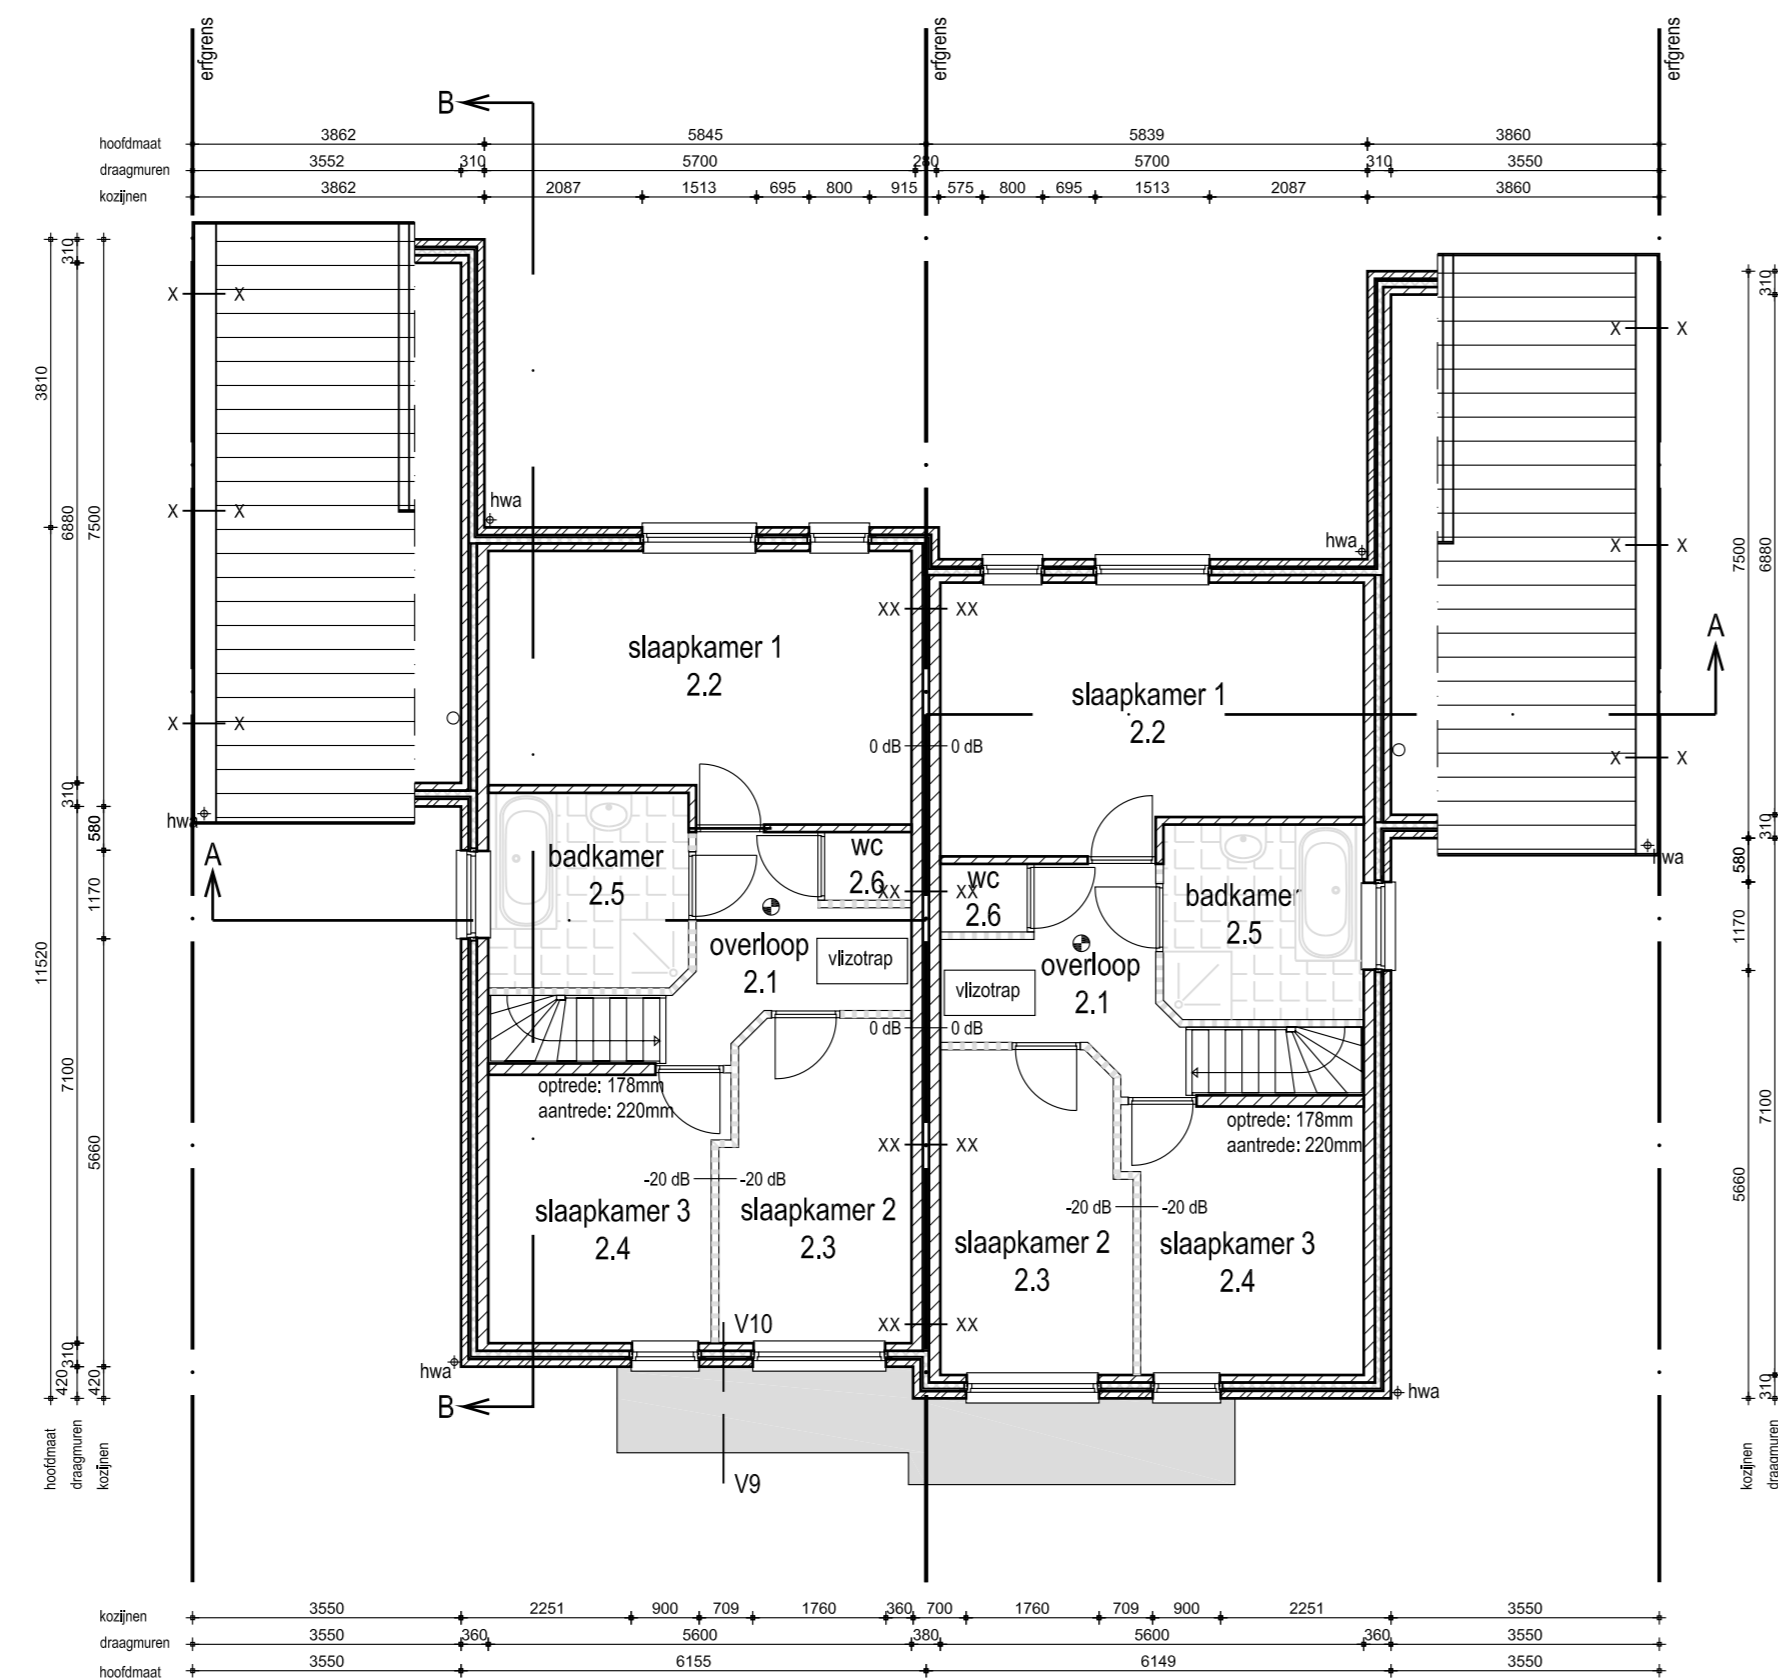 erfgrens erfgrens erfgrens
B
hoofdmaat 3862 5845 5839 3860
draagmuren 3552 310 5700 280 5700 310 3550
kozijnen 3862 2087 1513 695 800 915 575 800 695 1513 2087 3860
310 310
X X
X X
3810
hwa
X X
6880 7500 7500 6880
hwa X X
XX XX
slaapkamer 1
2.2
A
slaapkamer 1
2.2
X X
0 dB 0 dB
X X
310 310
hwa
580 580
badkamer
2.5
wc
2.6
hwa
A
XX XX
wc
2.6
badkamer
2.5
1170 1170
overloop
2.1
vlizotrap
overloop
2.1
vlizotrap
11520
0 dB 0 dB
7100 7100
optrede: 178mm
aantrede: 220mm
optrede: 178mm
aantrede: 220mm
5660 5660
XX XX
-20 dB -20 dB
-20 dB -20 dB
slaapkamer 3
2.4
slaapkamer 2
2.3
slaapkamer 2
2.3
slaapkamer 3
2.4
V10
XX XX
310 310
hwa
420 420
B
hwa
V9
hoofdmaat
draagmuren
kozijnen
kozijnen
draagmuren
kozijnen 3550 2251 900 709 1760 360 700 1760 709 900 2251 3550
draagmuren 3550 360 5600 380 5600 360 3550
hoofdmaat 3550 6155 6149 3550